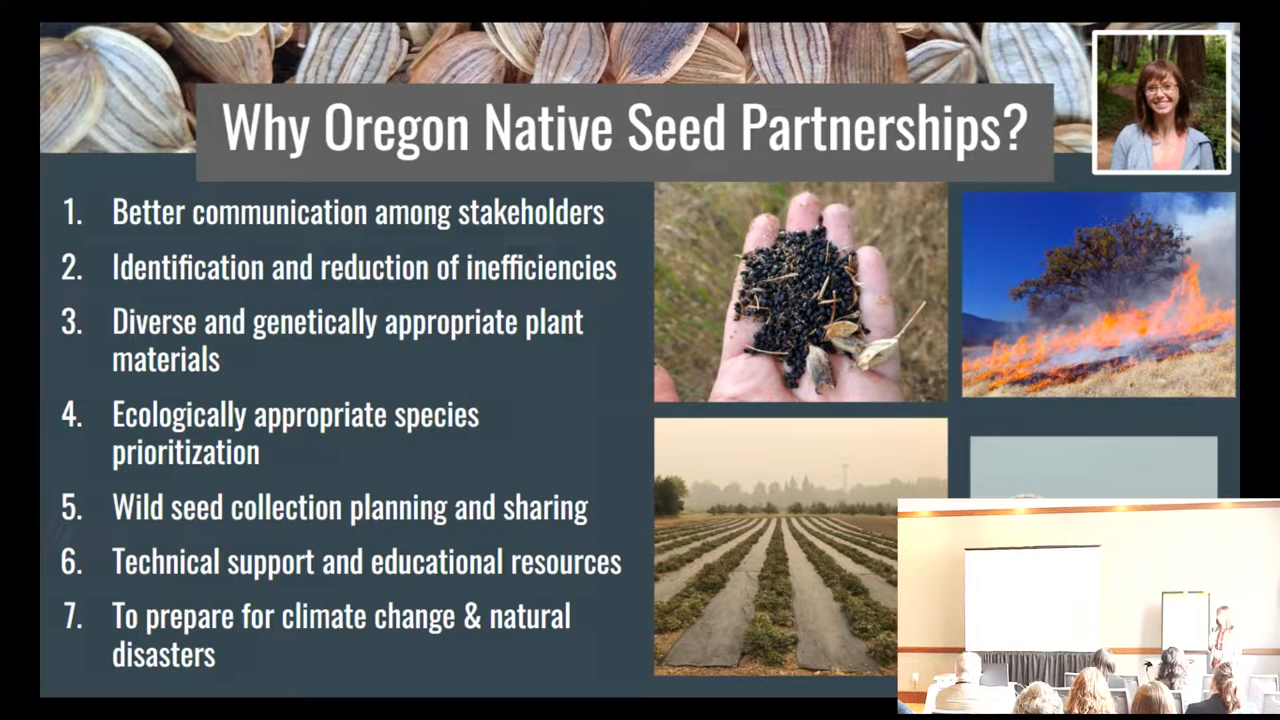 Why Oregon Native Seed Partnerships?
1. Better communication among stakeholders
2. Identification and reduction of inefficiencies
3. Diverse and genetically appropriate plant
materials
4. Ecologically appropriate species
prioritization
5. Wild seed collection planning and sharing
6. Technical support and educational resources
7. To prepare for climate change & natural
disasters